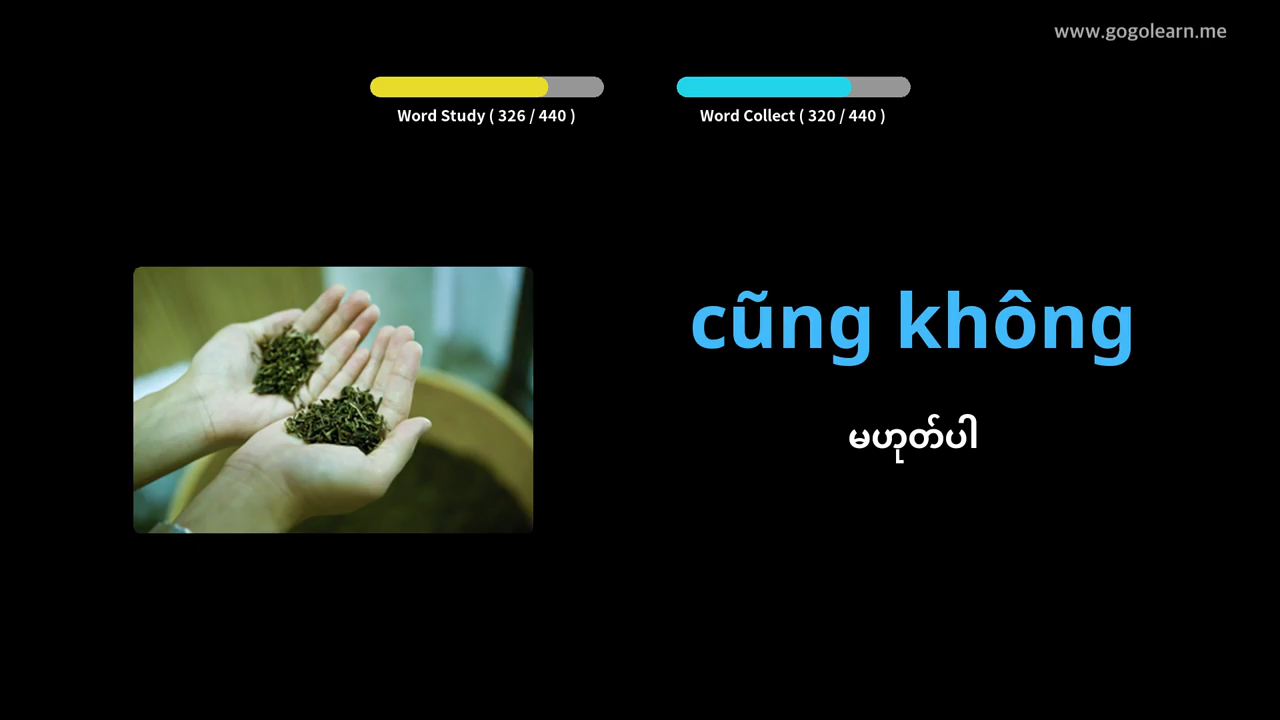 www.gogolearn.me
Word Study ( 326 / 440 )
Word Collect ( 320 / 440 )
cũng không
မဟုတ်ပါ